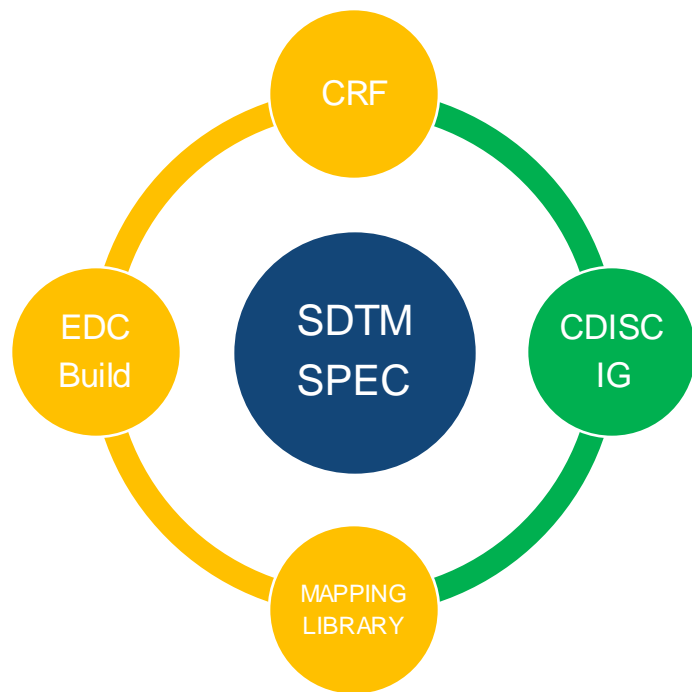 CRF
EDC
Build
SDTM
SPEC
CDISC
IG
MAPPING
LIBRARY